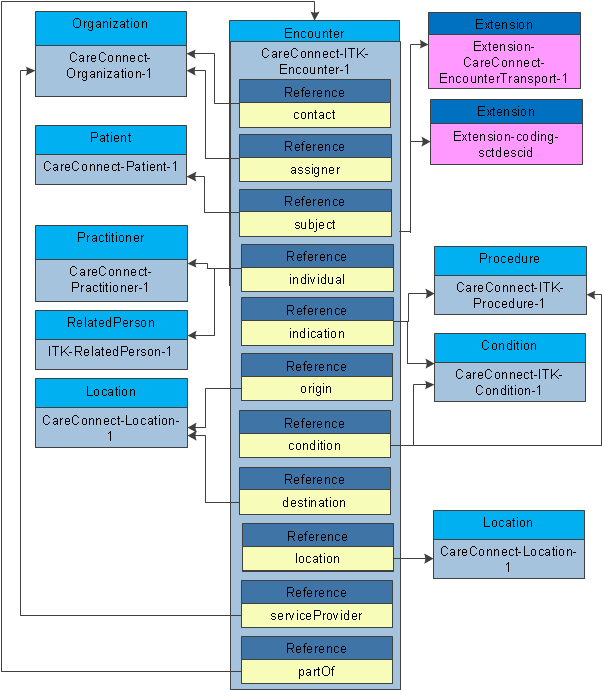 Organization
CareConnect-
Organization-1
Patient
CareConnect-Patient-1
Practitioner
CareConnect-
Practitioner-1
RelatedPerson
ITK-RelatedPerson-1
Location
CareConnect-Location-
1
Encounter
CareConnect-ITK-
Encounter-1
Reference
contact
Reference
assigner
Reference
subject
Reference
individual
Reference
indication
Reference
origin
Reference
condition
Reference
destination
Reference
location
Reference
serviceProvider
Reference
partOf
Extension
Extension-
CareConnect-
EncounterTransport-1
Extension
Extension-coding-
sctdescid
Procedure
CareConnect-ITK-
Procedure-1
Condition
CareConnect-ITK-
Condition-1
Location
CareConnect-Location-
1